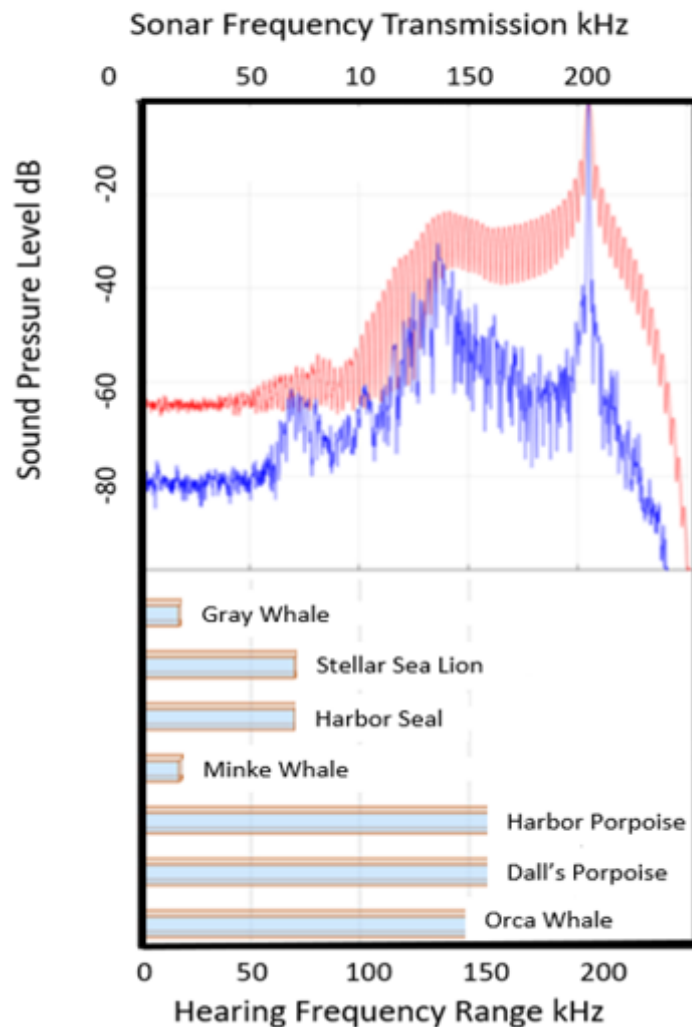 Sonar Frequency Transmission kHz
0 50 10 150 200
Sound Pressure Level dB
-20
-40
-60
-80
Gray Whale
Stellar Sea Lion
Harbor Seal
Minke Whale
Harbor Porpoise
Dall's Porpoise
Orca Whale
0 50 100 150 200
Hearing Frequency Range kHz